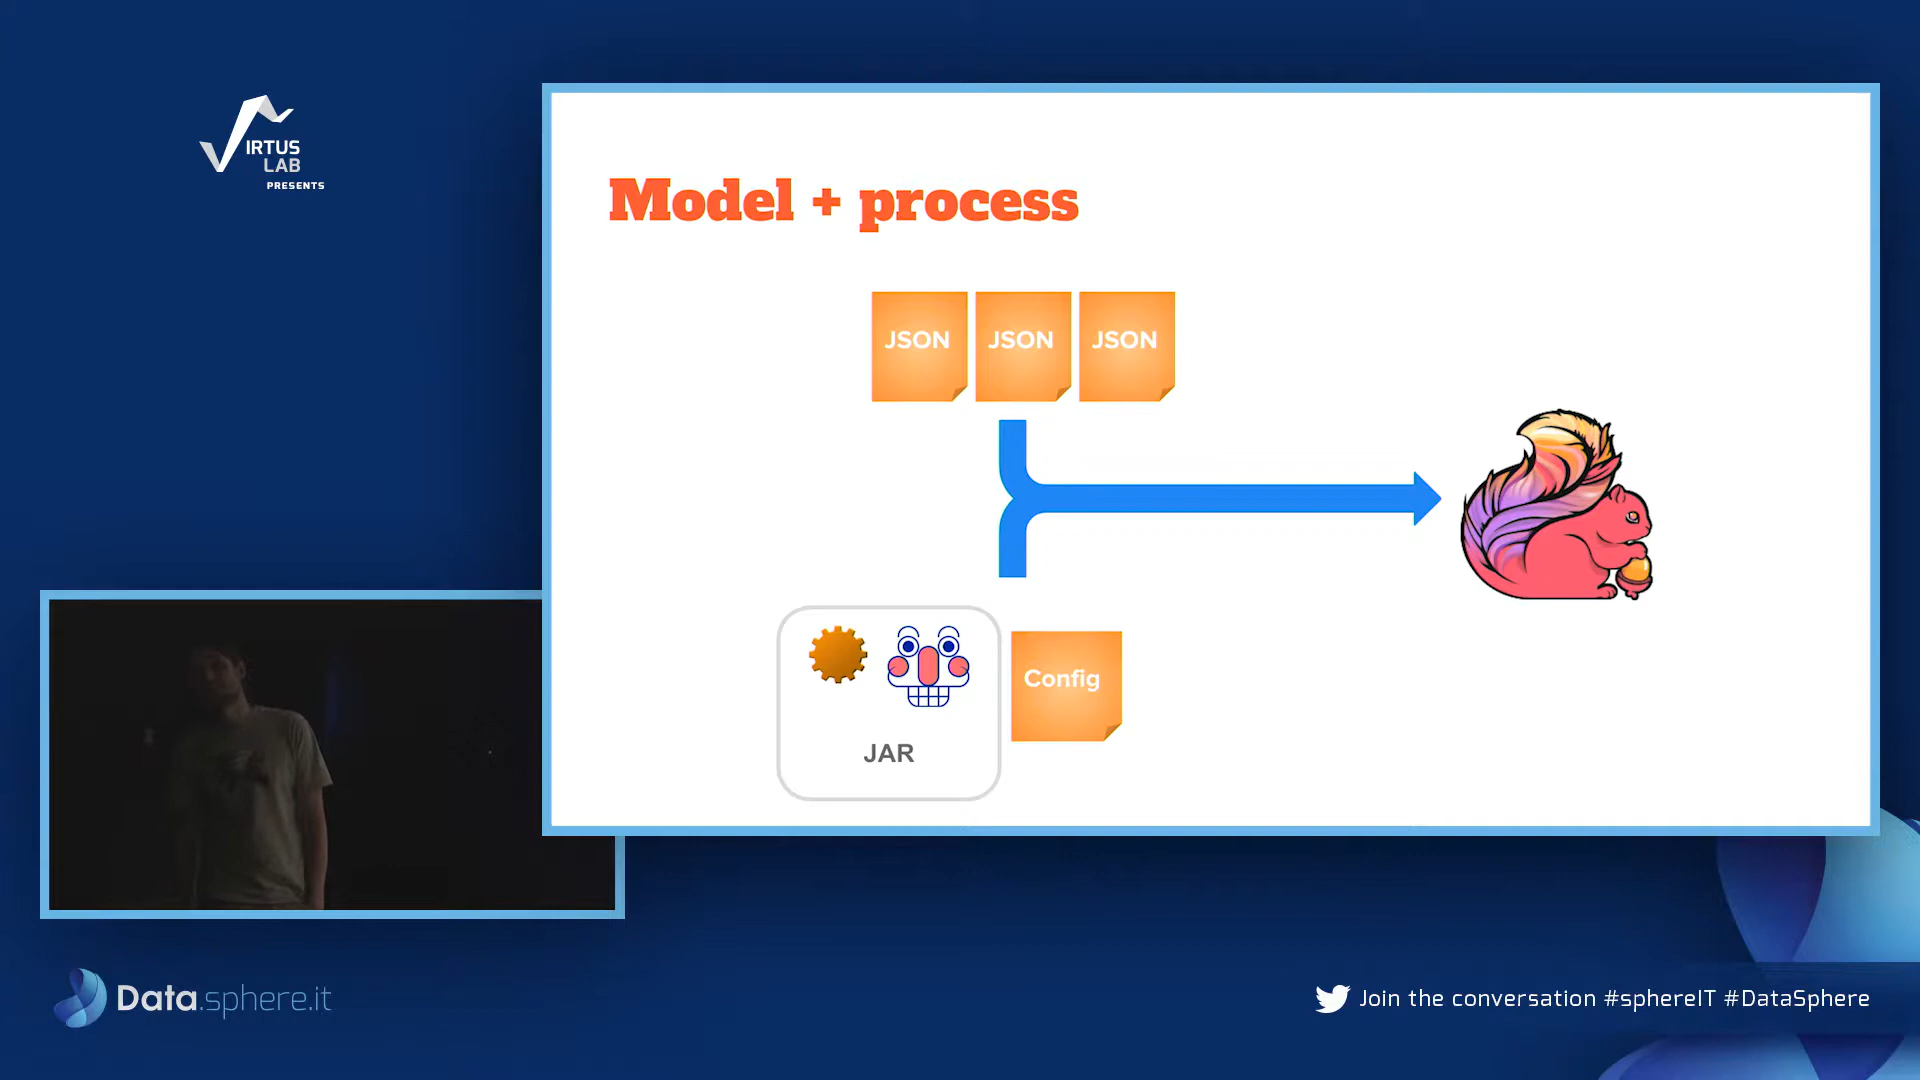 IRTUS
LAB
PRESENTS
Model + process
JSON JSON JSON
Config
JAR
Data.sphere.it
Join the conversation #sphereIT #DataSphere